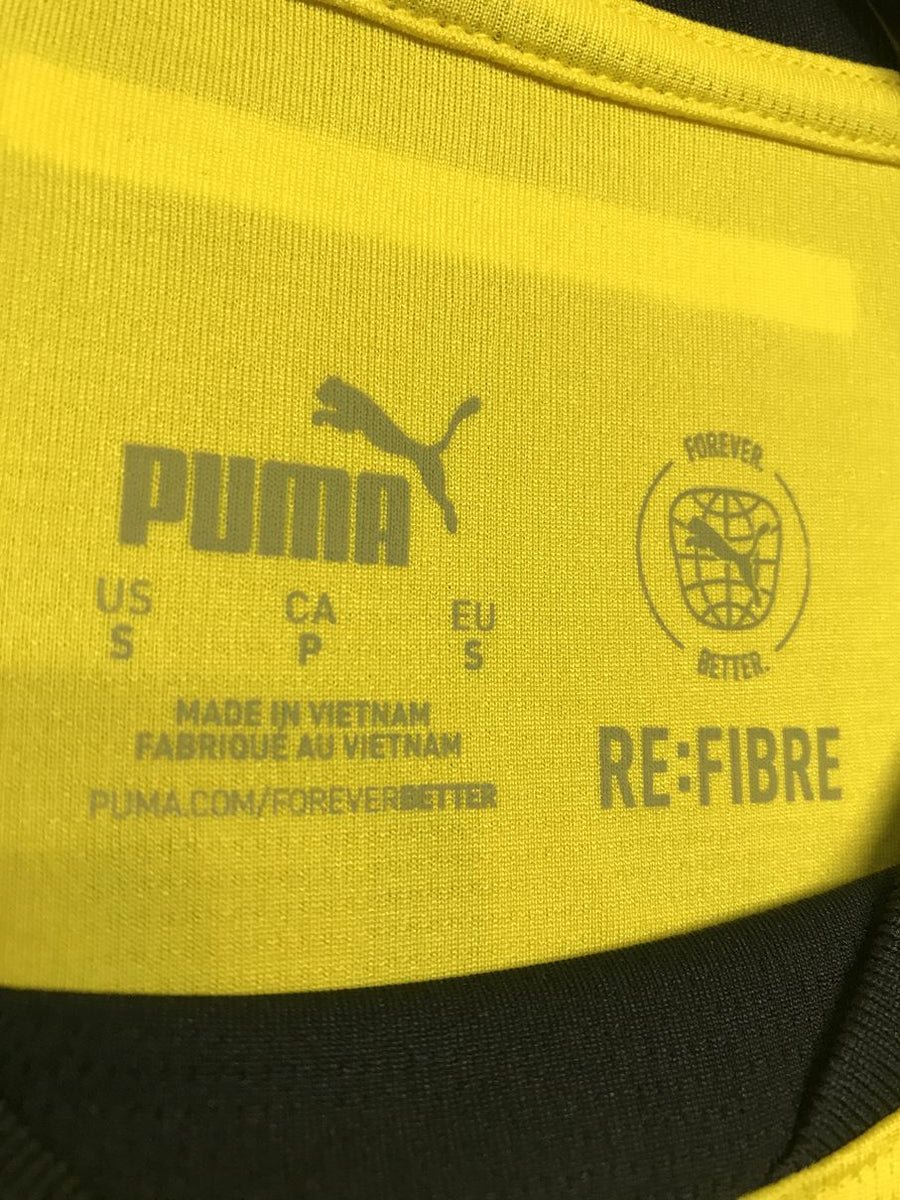 PUMA
US CA EU
S P S
MADE IN VIETNAM
FABRIQUÉ AU VIETNAM
PUMA.COM/FOREVERBETTER
FOREVER.
BETTER.
RE:FIBRE